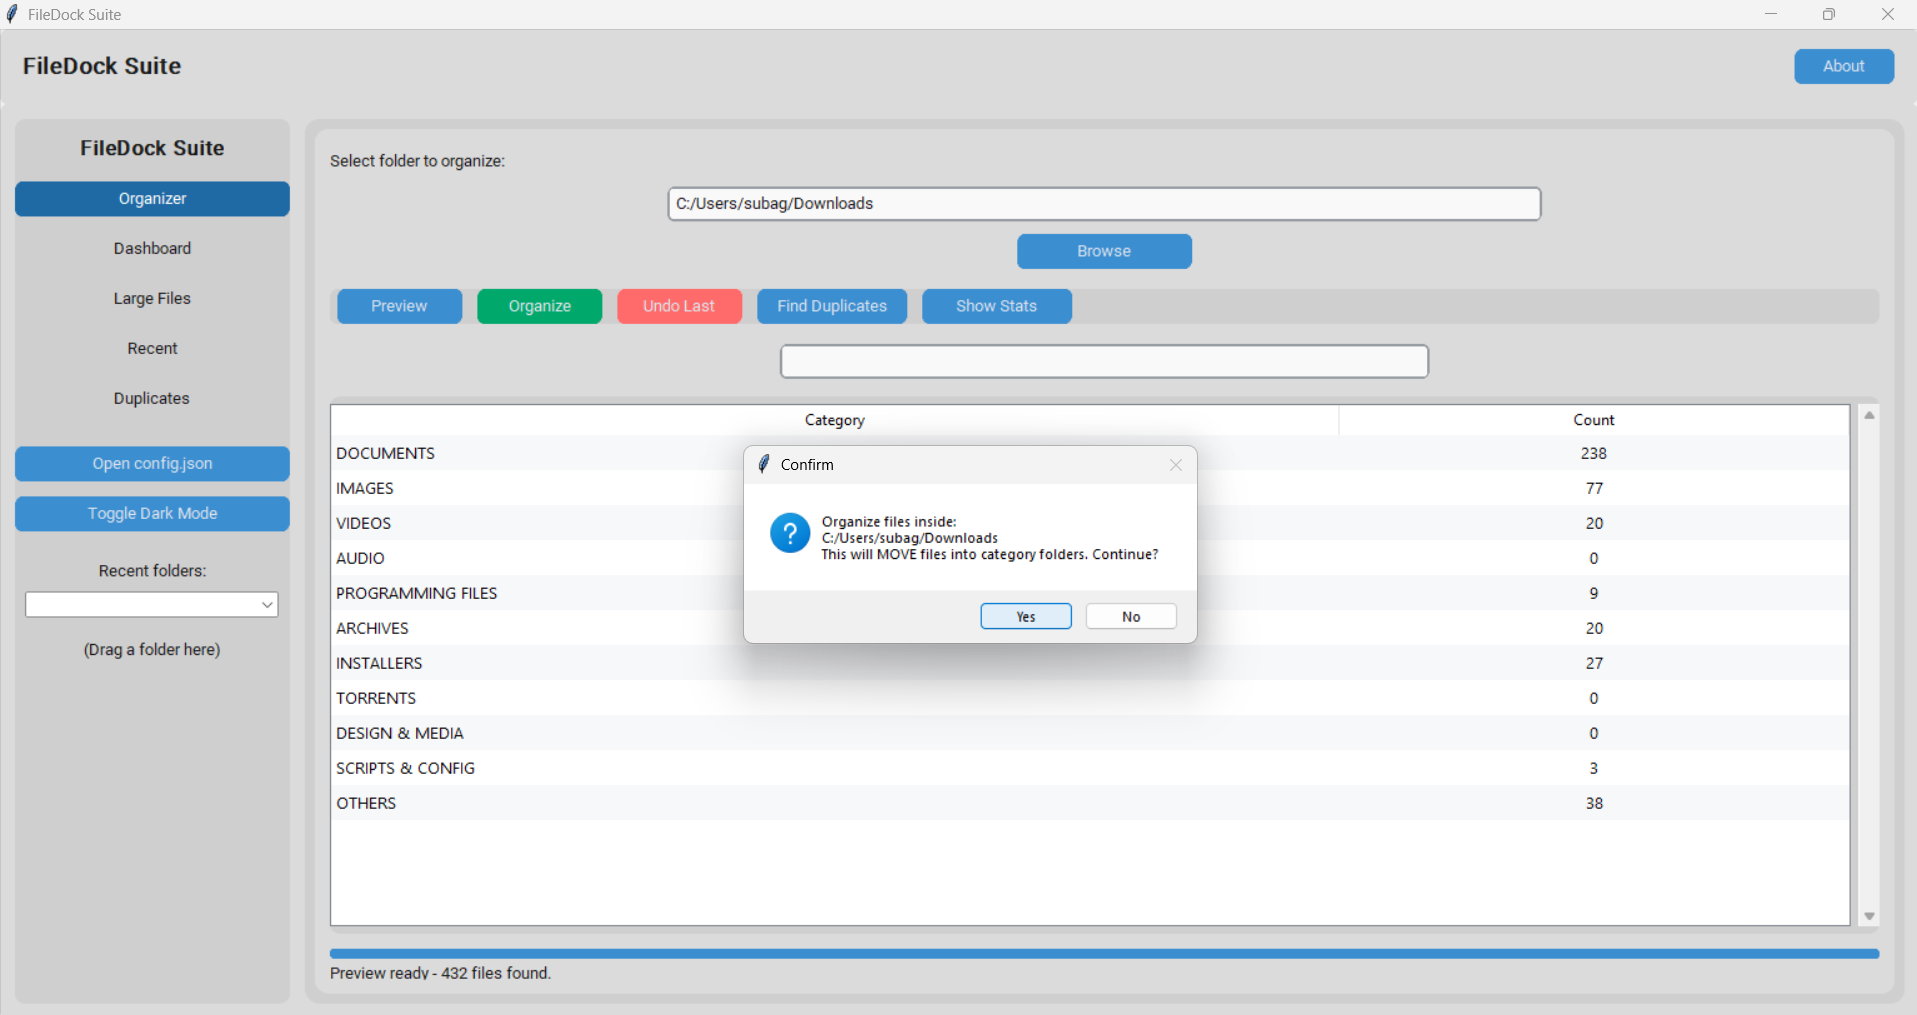 FileDock Suite
FileDock Suite
About
FileDock Suite
Organizer
Dashboard
Large Files
Recent
Duplicates
Open config.json
Toggle Dark Mode
Recent folders:
(Drag a folder here)
Select folder to organize:
C:/Users/subag/Downloads
Browse
Preview Organize Undo Last Find Duplicates Show Stats
Category Count
DOCUMENTS 238
IMAGES 77
VIDEOS 20
AUDIO 0
PROGRAMMING FILES 9
ARCHIVES 20
INSTALLERS 27
TORRENTS 0
DESIGN & MEDIA 0
SCRIPTS & CONFIG 3
OTHERS 38
Confirm
Organize files inside:
C:/Users/subag/Downloads
This will MOVE files into category folders. Continue?
Yes No
Preview ready - 432 files found.